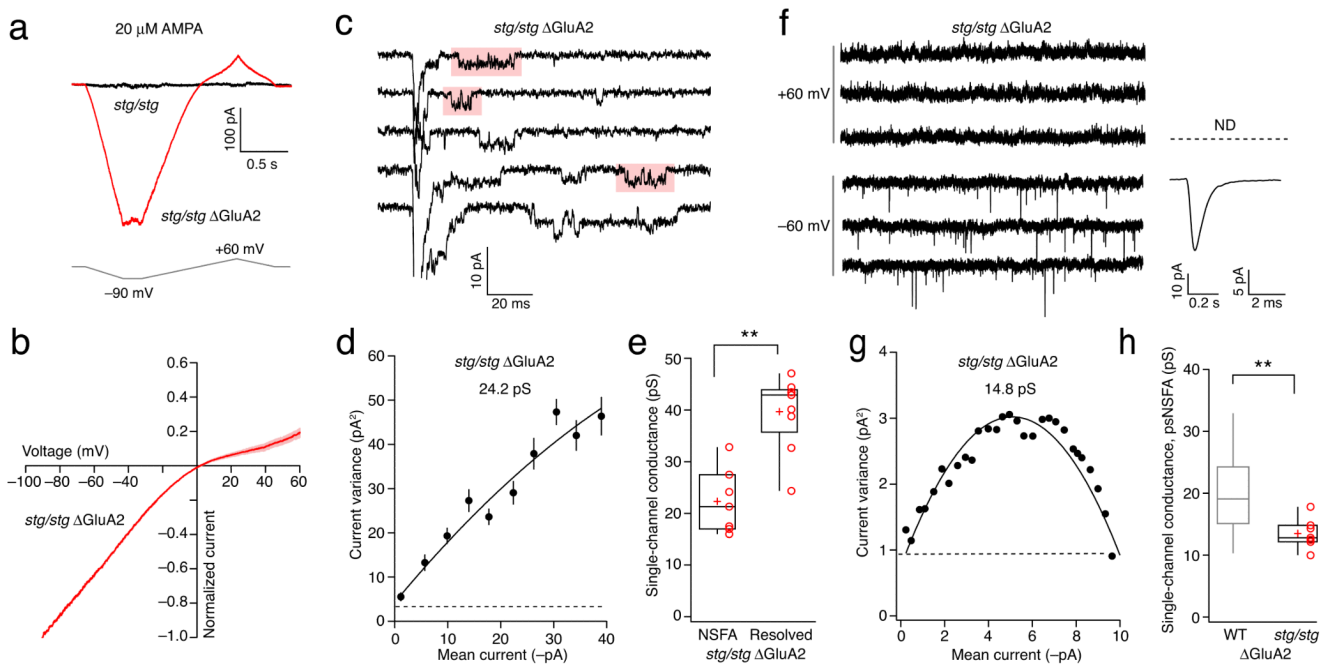 a
20 μM AMPA
stg/stg
100 pA
0.5 s
stg/stg ΔGluA2
+60 mV
−90 mV
b
0.6
0.4
0.2
Voltage (mV)
−100 −80 −60 −40
20 40 60
stg/stg ΔGluA2
−0.4
−0.6
−0.8
−1.0
Normalized current
c
stg/stg ΔGluA2
10 pA
20 ms
d
stg/stg ΔGluA2
24.2 pS
Current variance (pA²)
60
50
40
30
20
10
0
0 10 20 30 40
Mean current (−pA)
e
**
Single-channel conductance (pS)
50
40
30
20
10
0
NSFA Resolved
stg/stg ΔGluA2
f
stg/stg ΔGluA2
+60 mV
−60 mV
ND
10 pA
0.2 s
5 pA
2 ms
g
stg/stg ΔGluA2
14.8 pS
Current variance (pA²)
4
3
2
1
0
0 2 4 6 8 10
Mean current (−pA)
h
**
Single-channel conductance, psNSFA (pS)
40
30
20
10
0
WT stg/stg
ΔGluA2